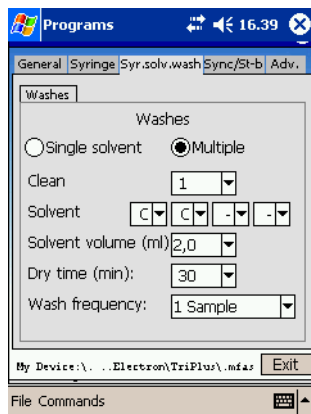 Programs 16.39
General Syringe Syr.solv.wash Sync/St-b Adv.
Washes
Washes
Single solvent Multiple
Clean 1
Solvent C C - -
Solvent volume (ml) 2,0
Dry time (min): 30
Wash frequency: 1 Sample
My Device:\. ..Electron\TriPlus\.mfas Exit
File Commands